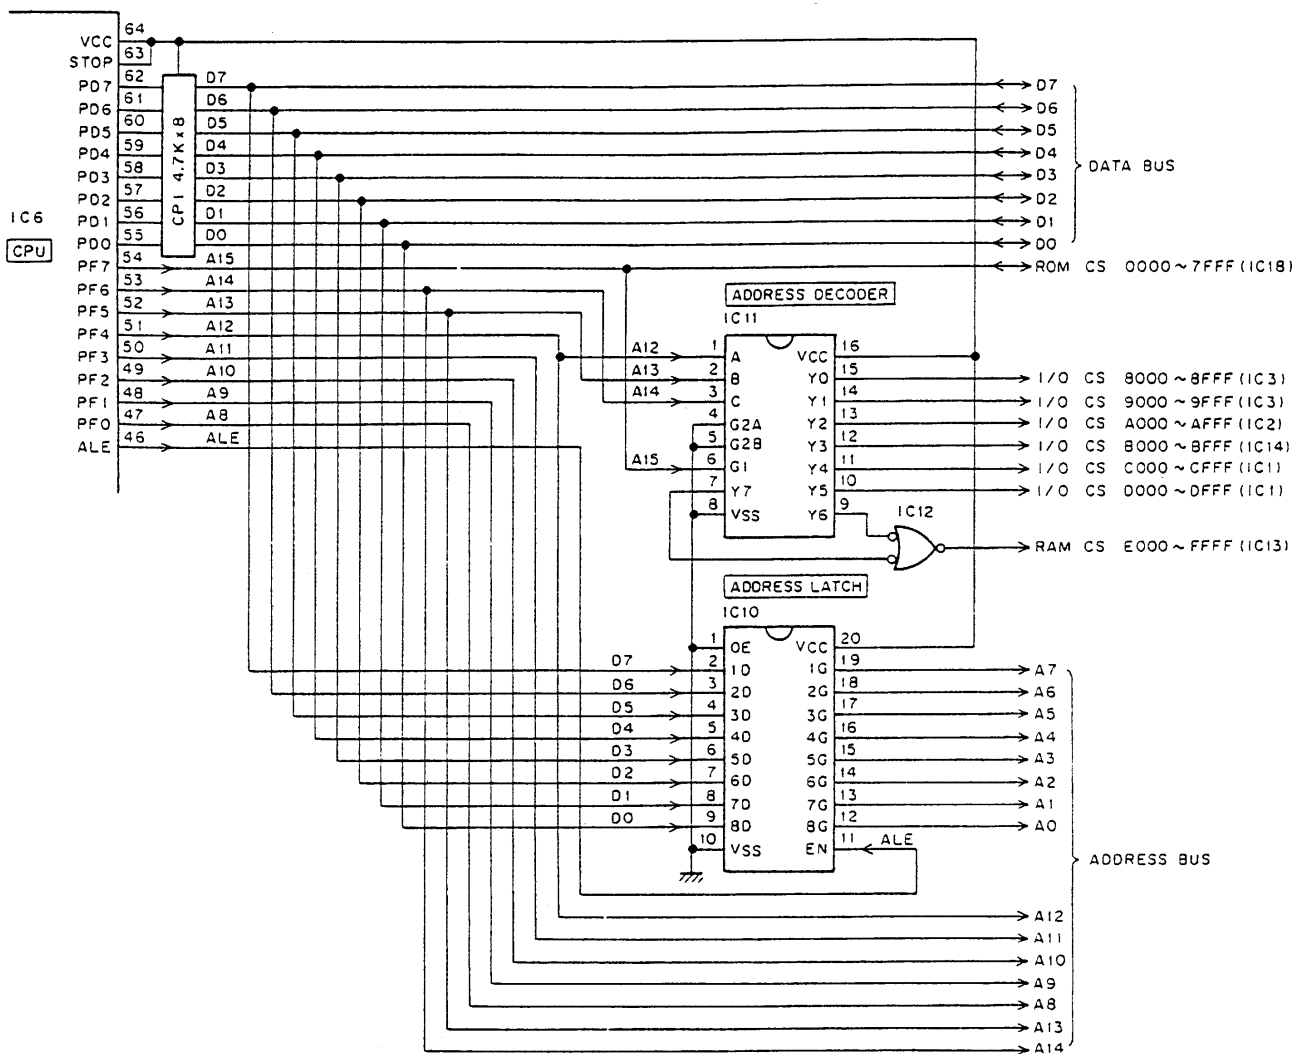 VCC 64
STOP 63
PD7 62 D7 D7
PD6 61 D6 D6
PD5 60 D5 D5
PD4 59 D4 D4
PD3 58 D3 D3
PD2 57 D2 D2
PD1 56 D1 D1
PD0 55 D0 D0
CP1 4.7K x 8
DATA BUS
IC6
CPU
PF7 54 A15 ROM CS 0000~7FFF (IC18)
PF6 53 A14
PF5 52 A13
PF4 51 A12
PF3 50 A11
PF2 49 A10
PF1 48 A9
PF0 47 A8
ALE 46 ALE
ADDRESS DECODER
IC11
A12 1 A VCC 16
A13 2 B Y0 15 I/O CS 8000~8FFF (IC3)
A14 3 C Y1 14 I/O CS 9000~9FFF (IC3)
4 G2A Y2 13 I/O CS A000~AFFF (IC2)
5 G2B Y3 12 I/O CS B000~BFFF (IC14)
A15 6 G1 Y4 11 I/O CS C000~CFFF (IC1)
7 Y7 Y5 10 I/O CS D000~DFFF (IC1)
8 VSS Y6 9
IC12
RAM CS E000~FFFF (IC13)
ADDRESS LATCH
IC10
1 OE VCC 20
D7 2 1D 1G 19 A7
D6 3 2D 2G 18 A6
D5 4 3D 3G 17 A5
D4 5 4D 4G 16 A4
D3 6 5D 5G 15 A3
D2 7 6D 6G 14 A2
D1 8 7D 7G 13 A1
D0 9 8D 8G 12 A0
10 VSS EN 11 ALE
ADDRESS BUS
A12
A11
A10
A9
A8
A13
A14